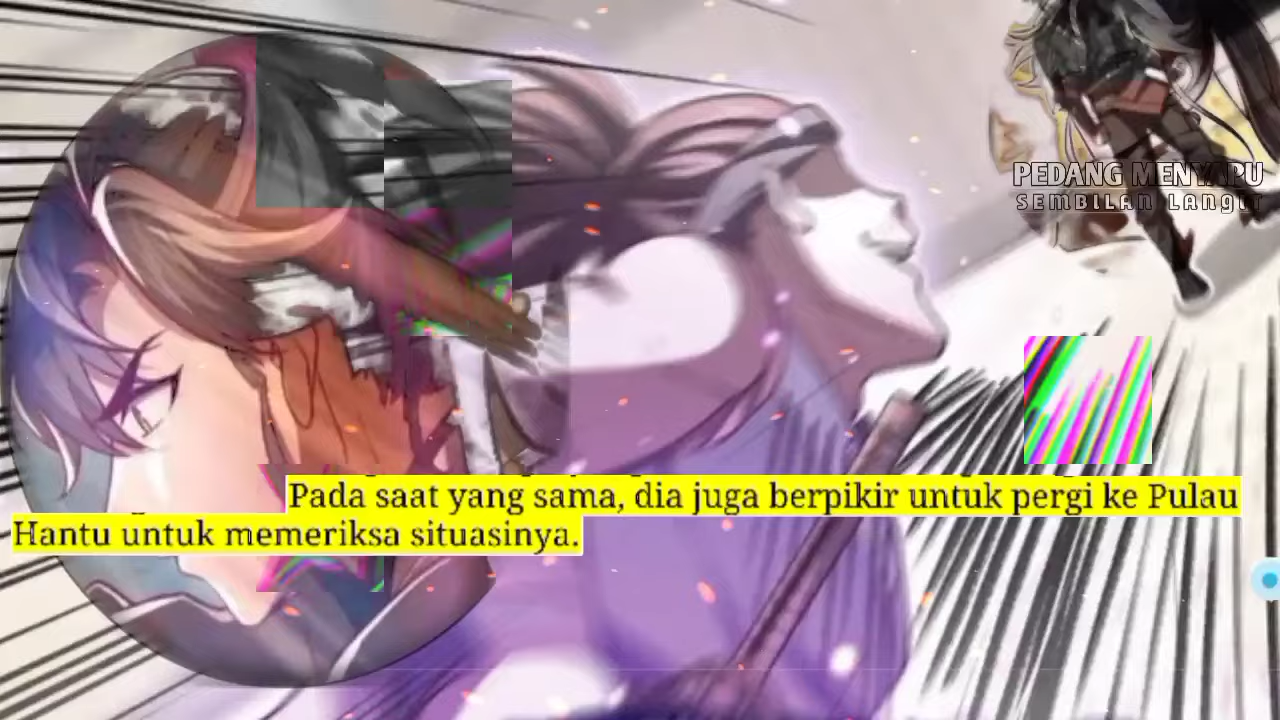 PEDANG MENYAPU
SEMBILAN LANGIT
Pada saat yang sama, dia juga berpikir untuk pergi ke Pulau
Hantu untuk memeriksa situasinya.